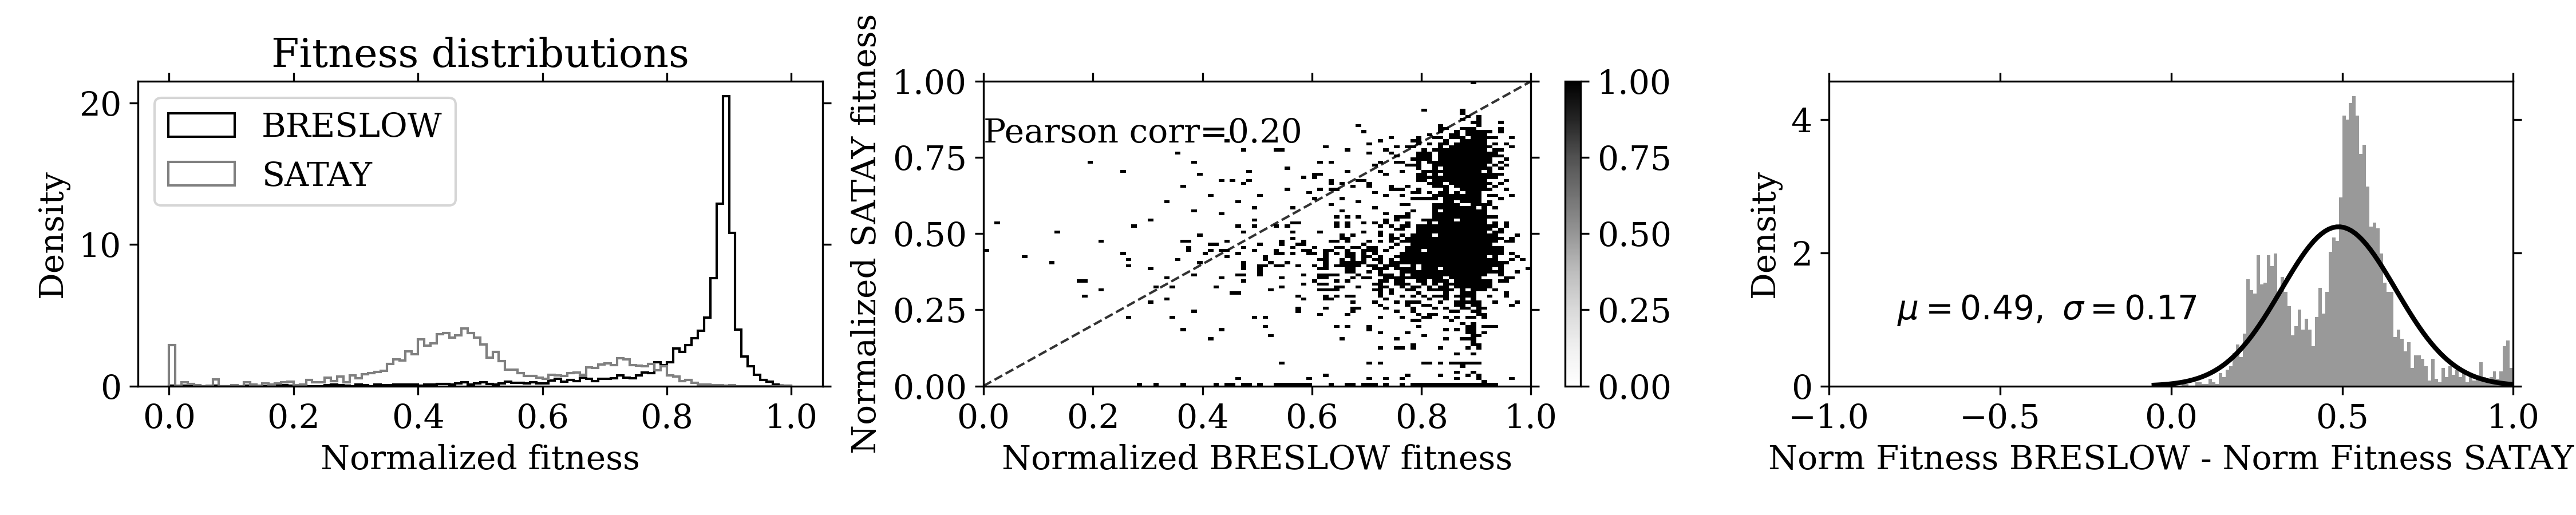 Fitness distributions
BRESLOW
SATAY
Density
20
10
0
0.0 0.2 0.4 0.6 0.8 1.0
Normalized fitness
Normalized SATAY fitness
1.00
0.75
0.50
0.25
0.00
Pearson corr=0.20
0.0 0.2 0.4 0.6 0.8 1.0
Normalized BRESLOW fitness
1.00
0.75
0.50
0.25
0.00
Density
4
2
0
μ = 0.49, σ = 0.17
−1.0 −0.5 0.0 0.5 1.0
Norm Fitness BRESLOW - Norm Fitness SATAY